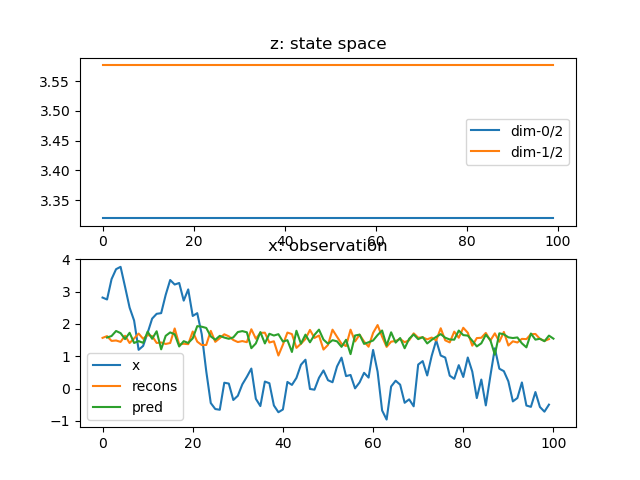 z: state space
3.55
3.50
3.45
3.40
3.35
dim-0/2
dim-1/2
0 20 40 60 80 100
x: observation
4
3
2
1
0
−1
x
recons
pred
0 20 40 60 80 100